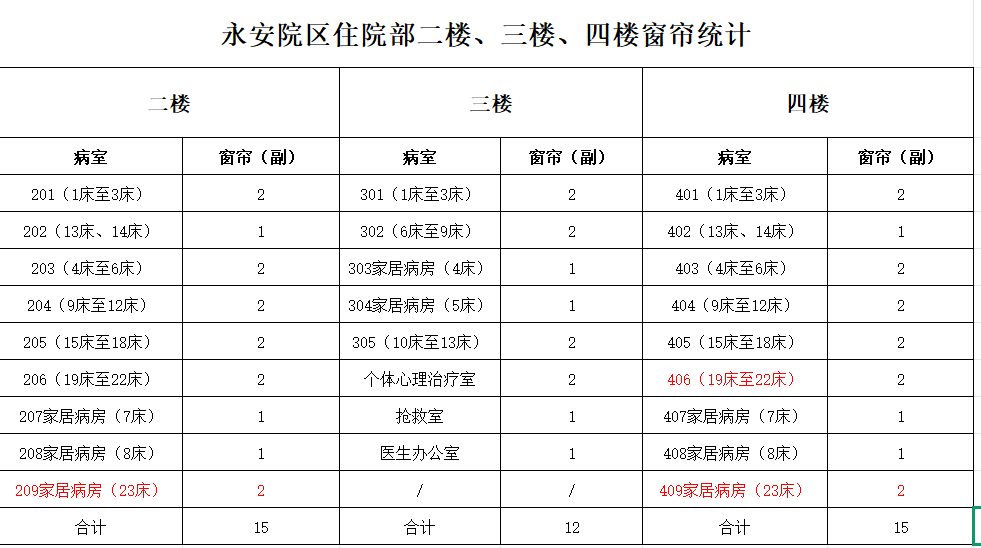 永安院区住院部二楼、三楼、四楼窗帘统计
二楼 三楼 四楼
病室 窗帘（副） 病室 窗帘（副） 病室 窗帘（副）
201（1床至3床） 2 301（1床至3床） 2 401（1床至3床） 2
202（13床、14床） 1 302（6床至9床） 2 402（13床、14床） 1
203（4床至6床） 2 303家居病房（4床） 1 403（4床至6床） 2
204（9床至12床） 2 304家居病房（5床） 1 404（9床至12床） 2
205（15床至18床） 2 305（10床至13床） 2 405（15床至18床） 2
206（19床至22床） 2 个体心理治疗室 2 406（19床至22床） 2
207家居病房（7床） 1 抢救室 1 407家居病房（7床） 1
208家居病房（8床） 1 医生办公室 1 408家居病房（8床） 1
209家居病房（23床） 2 / / 409家居病房（23床） 2
合计 15 合计 12 合计 15